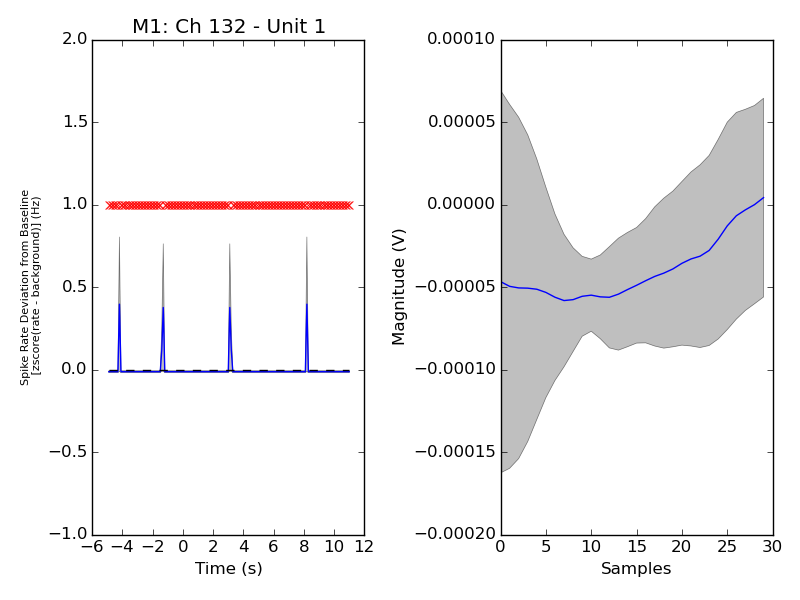 M1: Ch 132 - Unit 1
2.0
1.5
1.0
0.5
0.0
−0.5
−1.0
−6 −4 −2 0 2 4 6 8 10 12
Time (s)
Spike Rate Deviation from Baseline
[zscore(rate - background)] (Hz)
0.00010
0.00005
0.00000
−0.00005
−0.00010
−0.00015
−0.00020
0 5 10 15 20 25 30
Samples
Magnitude (V)